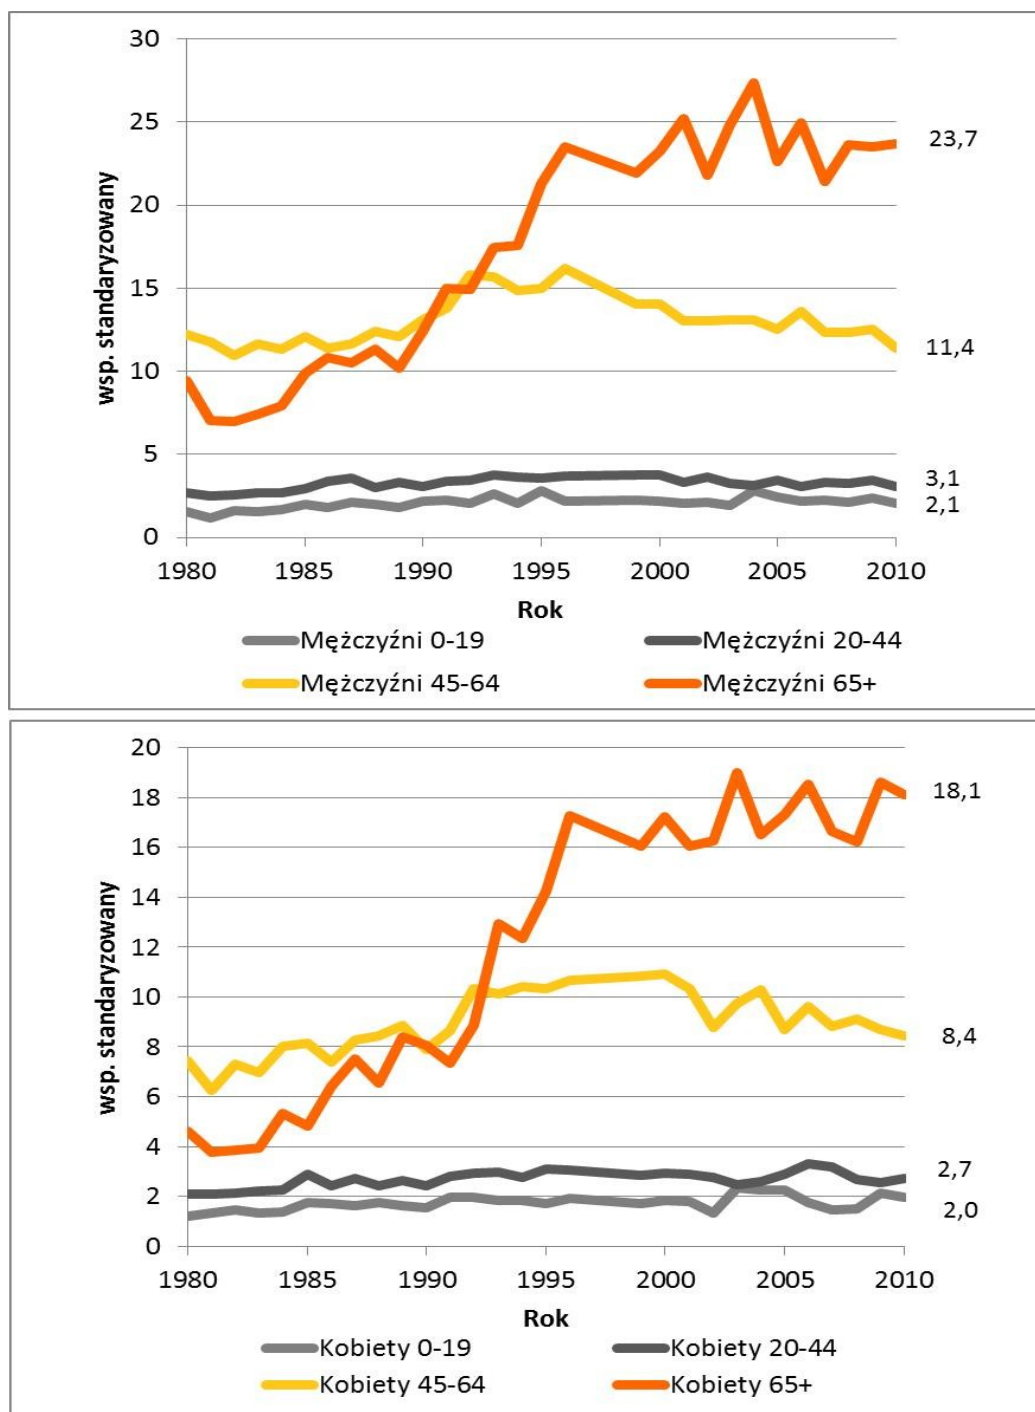 30
25
20
15
10
5
0
wsp. standaryzowany
23,7
11,4
3,1
2,1
1980 1985 1990 1995 2000 2005 2010
Rok
Mężczyźni 0-19 Mężczyźni 20-44
Mężczyźni 45-64 Mężczyźni 65+
20
18
16
14
12
10
8
6
4
2
0
wsp. standaryzowany
18,1
8,4
2,7
2,0
1980 1985 1990 1995 2000 2005 2010
Rok
Kobiety 0-19 Kobiety 20-44
Kobiety 45-64 Kobiety 65+